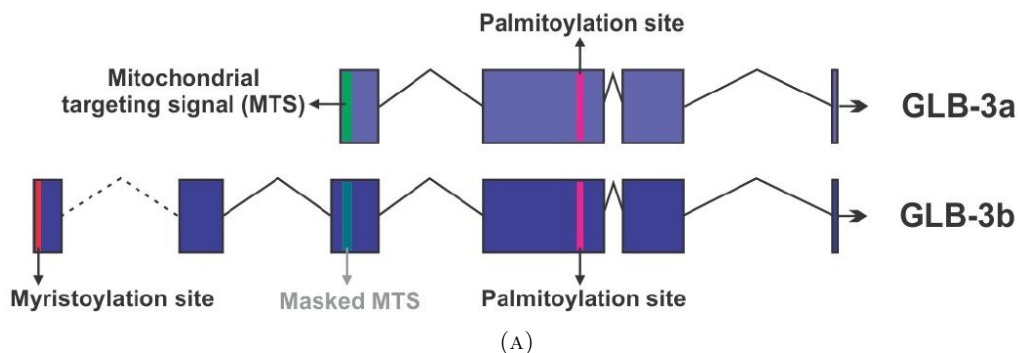 Palmitoylation site
Mitochondrial
targeting signal (MTS)
GLB-3a
GLB-3b
Myristoylation site
Masked MTS
Palmitoylation site
(A)